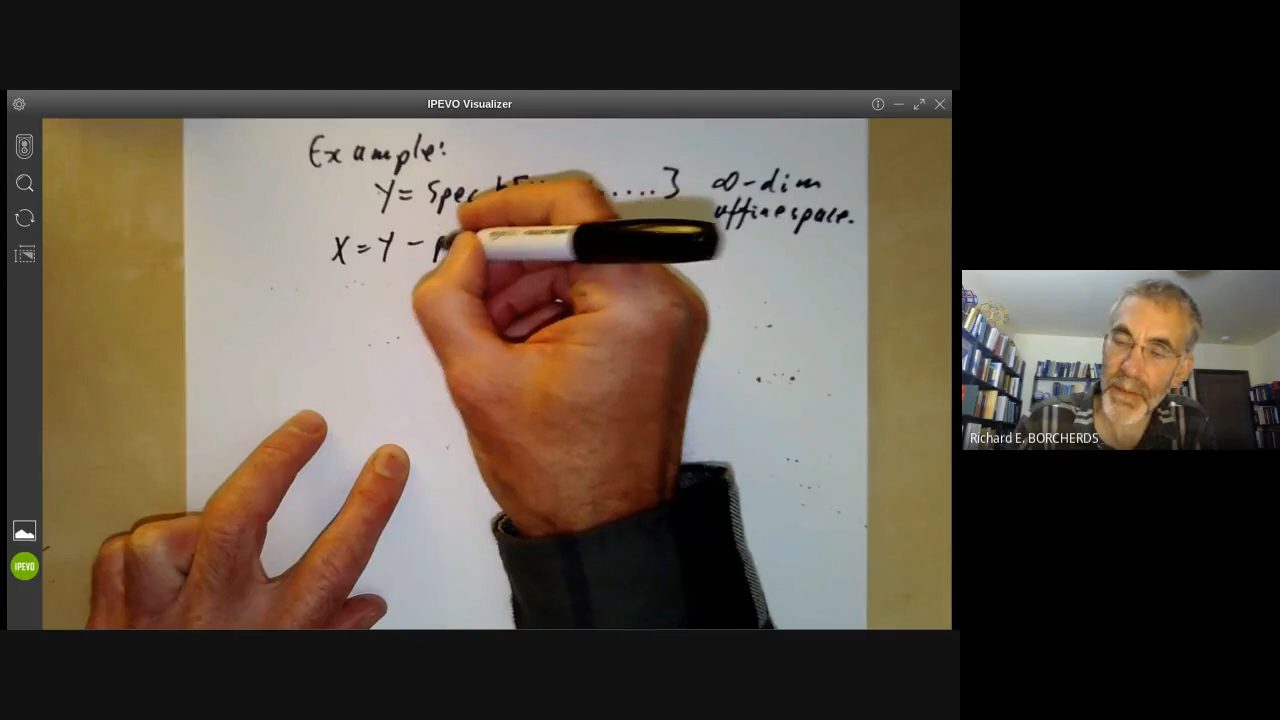 IPEVO Visualizer
Example:
Y = Spec k[ ..... ] ∞-dim
affine space.
X = Y -
IPEVO
Richard E. BORCHERDS